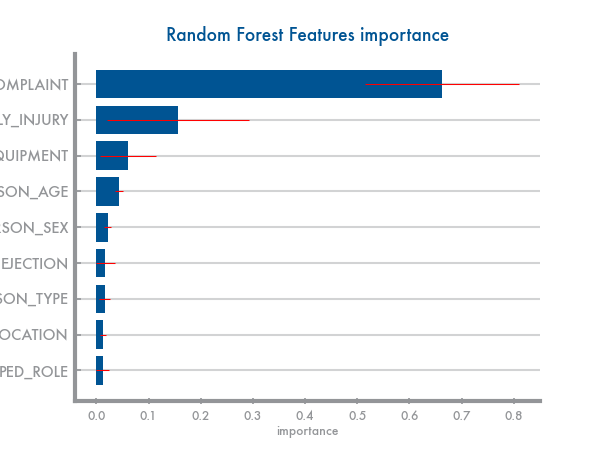 Random Forest Features importance
OMPLAINT
LY_INJURY
QUIPMENT
SON_AGE
RSON_SEX
EJECTION
SON_TYPE
OCATION
PED_ROLE
0.0 0.1 0.2 0.3 0.4 0.5 0.6 0.7 0.8
importance